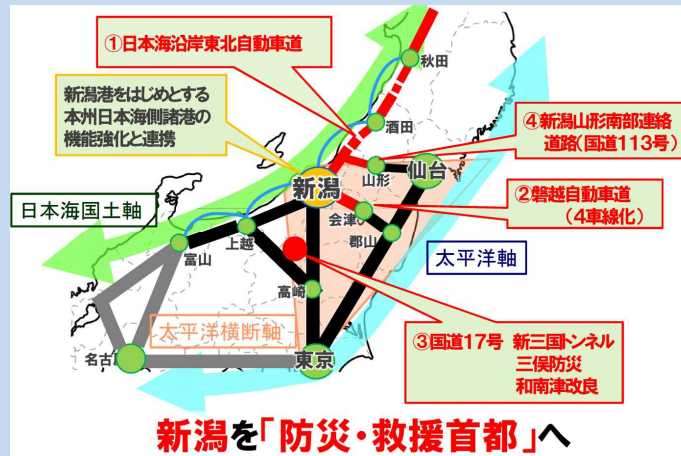 ①日本海沿岸東北自動車道
秋田
新潟港をはじめとする
本州日本海側諸港の
機能強化と連携
酒田
④新潟山形南部連絡
道路(国道113号)
山形
仙台
新潟
②磐越自動車道
(4車線化)
会津
日本海国土軸
郡山
上越
太平洋軸
富山
高崎
③国道17号 新三国トンネル
三俣防災
和南津改良
太平洋横断軸
名古
東京
新潟を「防災・救援首都」へ